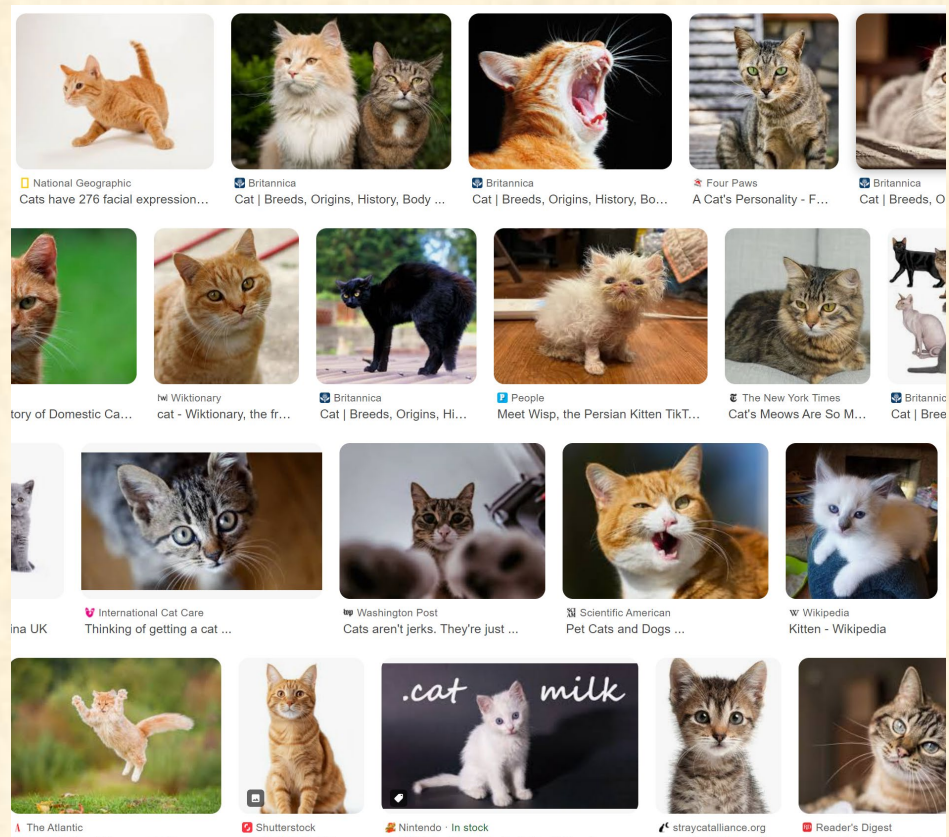 National Geographic
Cats have 276 facial expression...
Britannica
Cat | Breeds, Origins, History, Body ...
Britannica
Cat | Breeds, Origins, History, Bo...
Four Paws
A Cat's Personality - F...
Britannica
Cat | Breeds, O
tory of Domestic Ca...
Wiktionary
cat - Wiktionary, the fr...
Britannica
Cat | Breeds, Origins, Hi...
People
Meet Wisp, the Persian Kitten TikT...
The New York Times
Cat's Meows Are So M...
Britannic
Cat | Bree
ina UK
International Cat Care
Thinking of getting a cat ...
Washington Post
Cats aren't jerks. They're just ...
Scientific American
Pet Cats and Dogs ...
Wikipedia
Kitten - Wikipedia
.cat milk
The Atlantic
Shutterstock
Nintendo · In stock
straycatalliance.org
Reader's Digest